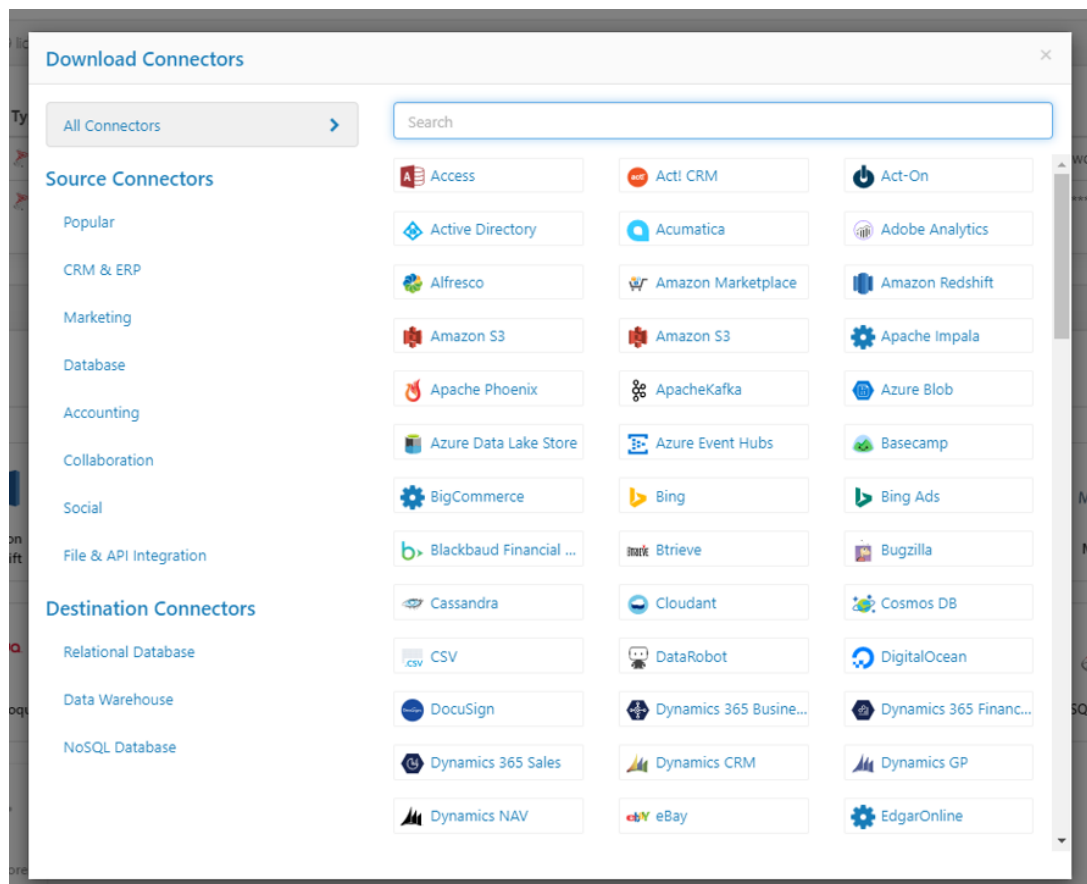 Download Connectors
×
All Connectors
Source Connectors
Popular
CRM & ERP
Marketing
Database
Accounting
Collaboration
Social
File & API Integration
Destination Connectors
Relational Database
Data Warehouse
NoSQL Database
Search
Access Act! CRM Act-On
Active Directory Acumatica Adobe Analytics
Alfresco Amazon Marketplace Amazon Redshift
Amazon S3 Amazon S3 Apache Impala
Apache Phoenix ApacheKafka Azure Blob
Azure Data Lake Store Azure Event Hubs Basecamp
BigCommerce Bing Bing Ads
Blackbaud Financial ... Btrieve Bugzilla
Cassandra Cloudant Cosmos DB
CSV DataRobot DigitalOcean
DocuSign Dynamics 365 Busine... Dynamics 365 Financ...
Dynamics 365 Sales Dynamics CRM Dynamics GP
Dynamics NAV eBay EdgarOnline